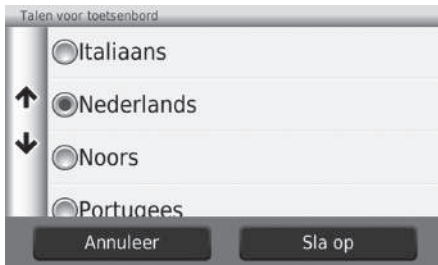 Talen voor toetsenbord
Italiaans
Nederlands
Noors
Portugees
Annuleer
Sla op